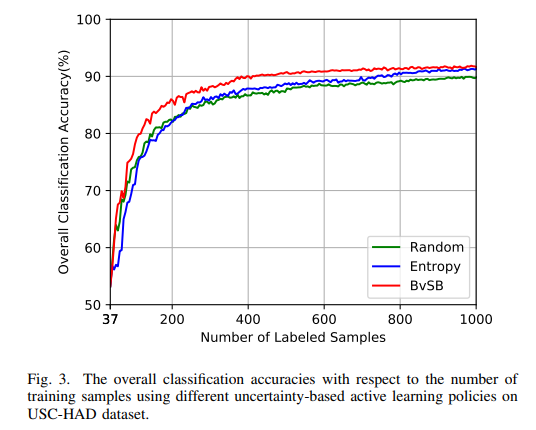 100
90
80
70
60
50
Overall Classification Accuracy(%)
Random
Entropy
BvSB
37 200 400 600 800 1000
Number of Labeled Samples
Fig. 3. The overall classification accuracies with respect to the number of
training samples using different uncertainty-based active learning policies on
USC-HAD dataset.